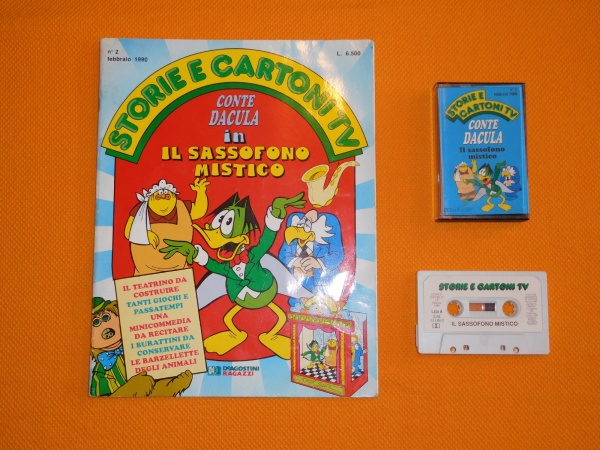 n° 2
febbraio 1990
L. 6.500
STORIE E CARTONI TV
CONTE
DACULA
in
IL SASSOFONO
MISTICO
IL TEATRINO DA
COSTRUIRE
TANTI GIOCHI E
PASSATEMPI
UNA
MINICOMMEDIA
DA RECITARE
I BURATTINI DA
CONSERVARE
LE BARZELLETTE
DEGLI ANIMALI
DEAGOSTINI
RAGAZZI
STORIE E
CARTONI TV
CONTE
DACULA
Il sassofono
mistico
STORIE E CARTONI TV
IL SASSOFONO MISTICO